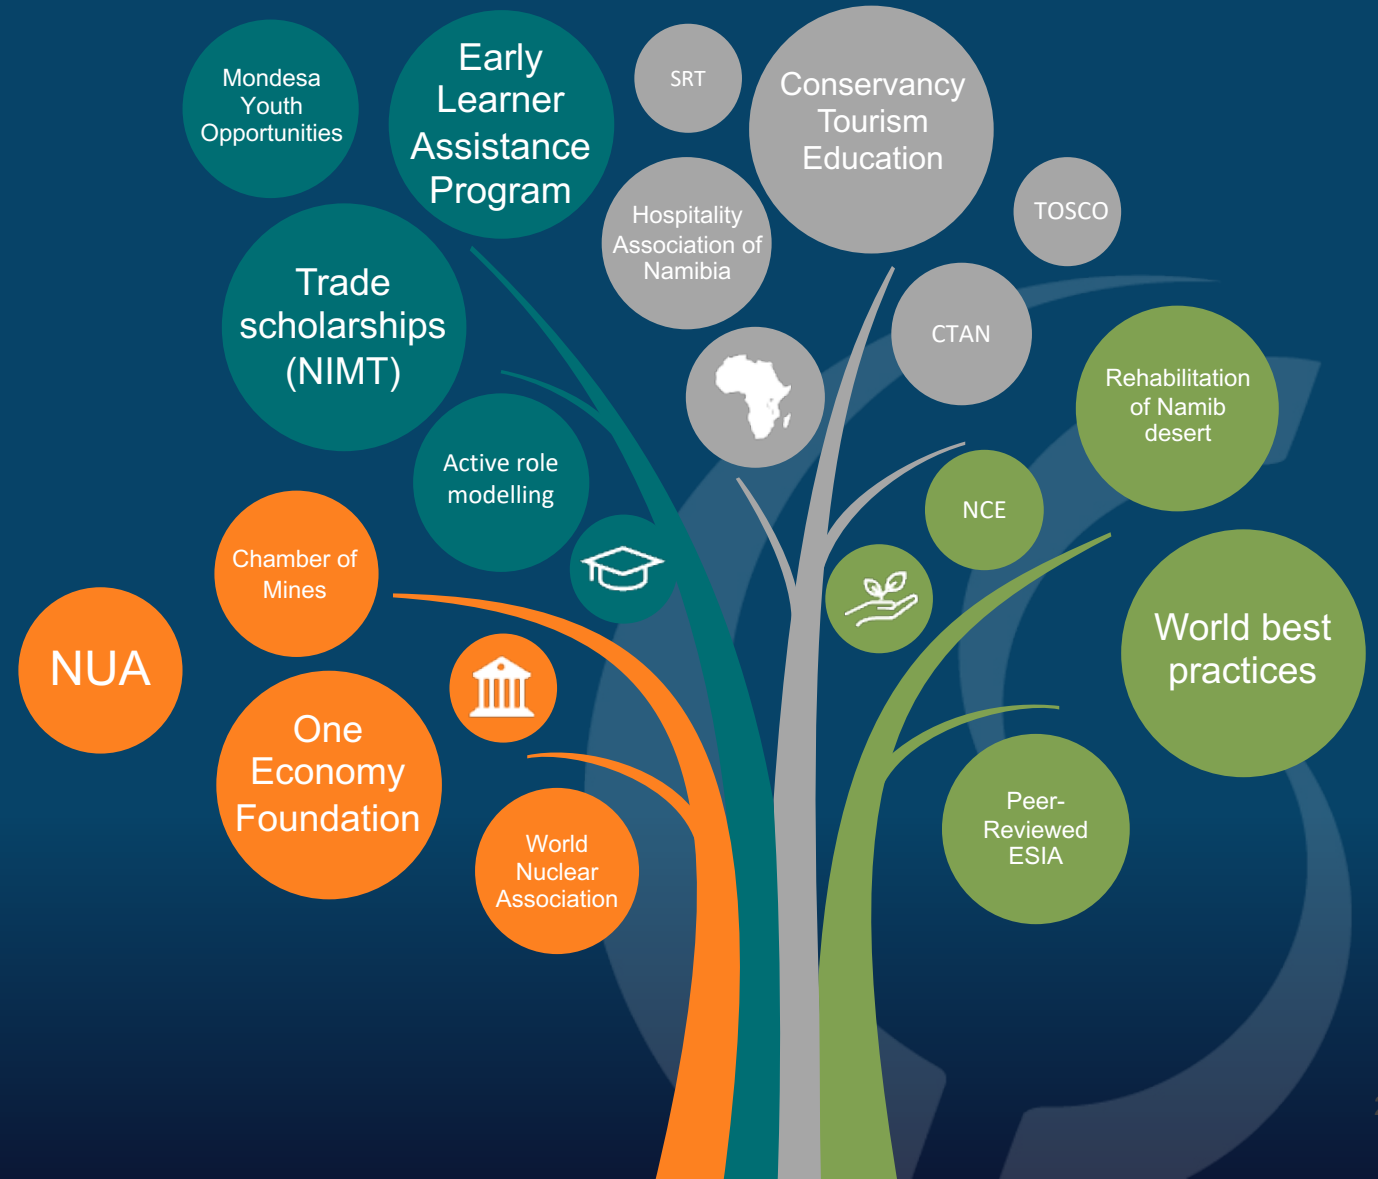 Mondesa
Youth
Opportunities
Early
Learner
Assistance
Program
SRT
Conservancy
Tourism
Education
Hospitality
Association of
Namibia
TOSCO
Trade
scholarships
(NIMT)
CTAN
Rehabilitation
of Namib
desert
Active role
modelling
NCE
Chamber of
Mines
NUA
World best
practices
One
Economy
Foundation
World
Nuclear
Association
Peer-
Reviewed
ESIA